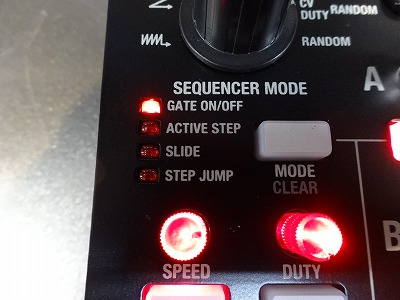 CV
DUTY RANDOM
RANDOM
A
SEQUENCER MODE
GATE ON/OFF
ACTIVE STEP
SLIDE
STEP JUMP
MODE
CLEAR
B
SPEED
DUTY